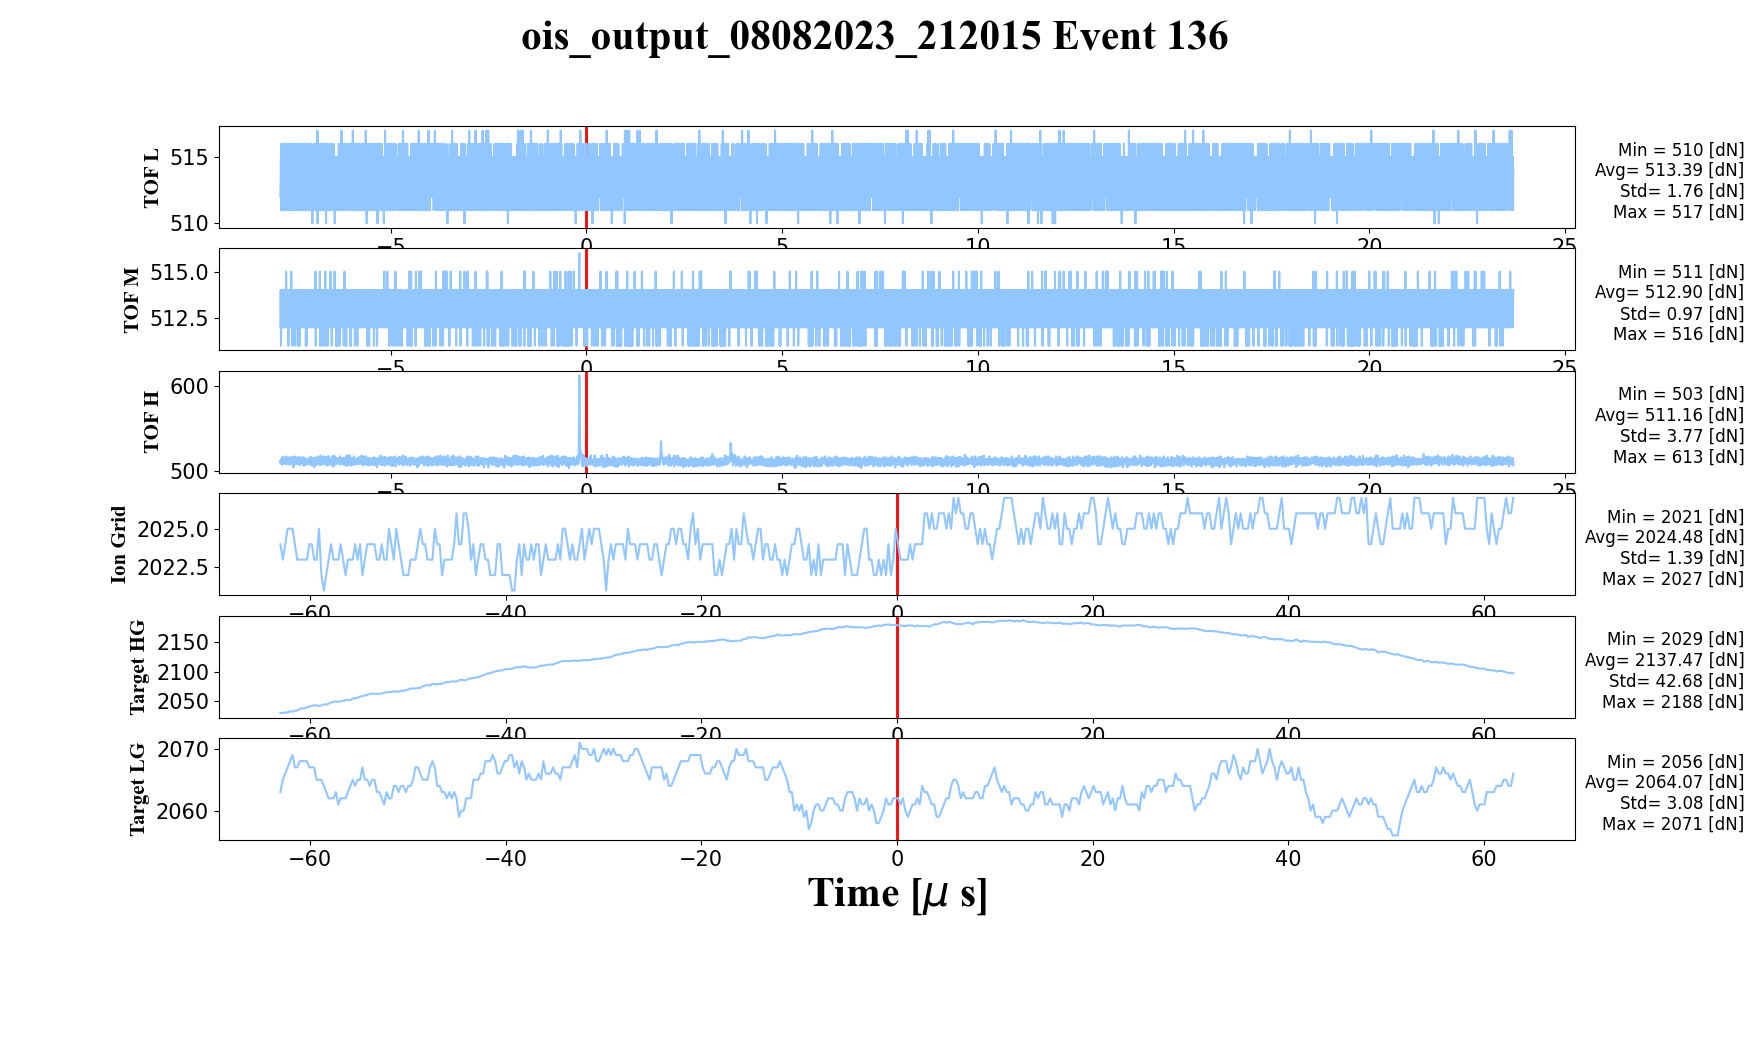 ois_output_08082023_212015 Event 136
TOF L
515
510
−5 0 5 10 15 20 25
Min = 510 [dN]
Avg= 513.39 [dN]
Std= 1.76 [dN]
Max = 517 [dN]
TOF M
515.0
512.5
−5 0 5 10 15 20 25
Min = 511 [dN]
Avg= 512.90 [dN]
Std= 0.97 [dN]
Max = 516 [dN]
TOF H
600
500
−5 0 5 10 15 20 25
Min = 503 [dN]
Avg= 511.16 [dN]
Std= 3.77 [dN]
Max = 613 [dN]
Ion Grid
2025.0
2022.5
−60 −40 −20 0 20 40 60
Min = 2021 [dN]
Avg= 2024.48 [dN]
Std= 1.39 [dN]
Max = 2027 [dN]
Target HG
2150
2100
2050
−60 −40 −20 0 20 40 60
Min = 2029 [dN]
Avg= 2137.47 [dN]
Std= 42.68 [dN]
Max = 2188 [dN]
Target LG
2070
2060
−60 −40 −20 0 20 40 60
Min = 2056 [dN]
Avg= 2064.07 [dN]
Std= 3.08 [dN]
Max = 2071 [dN]
Time [μ s]